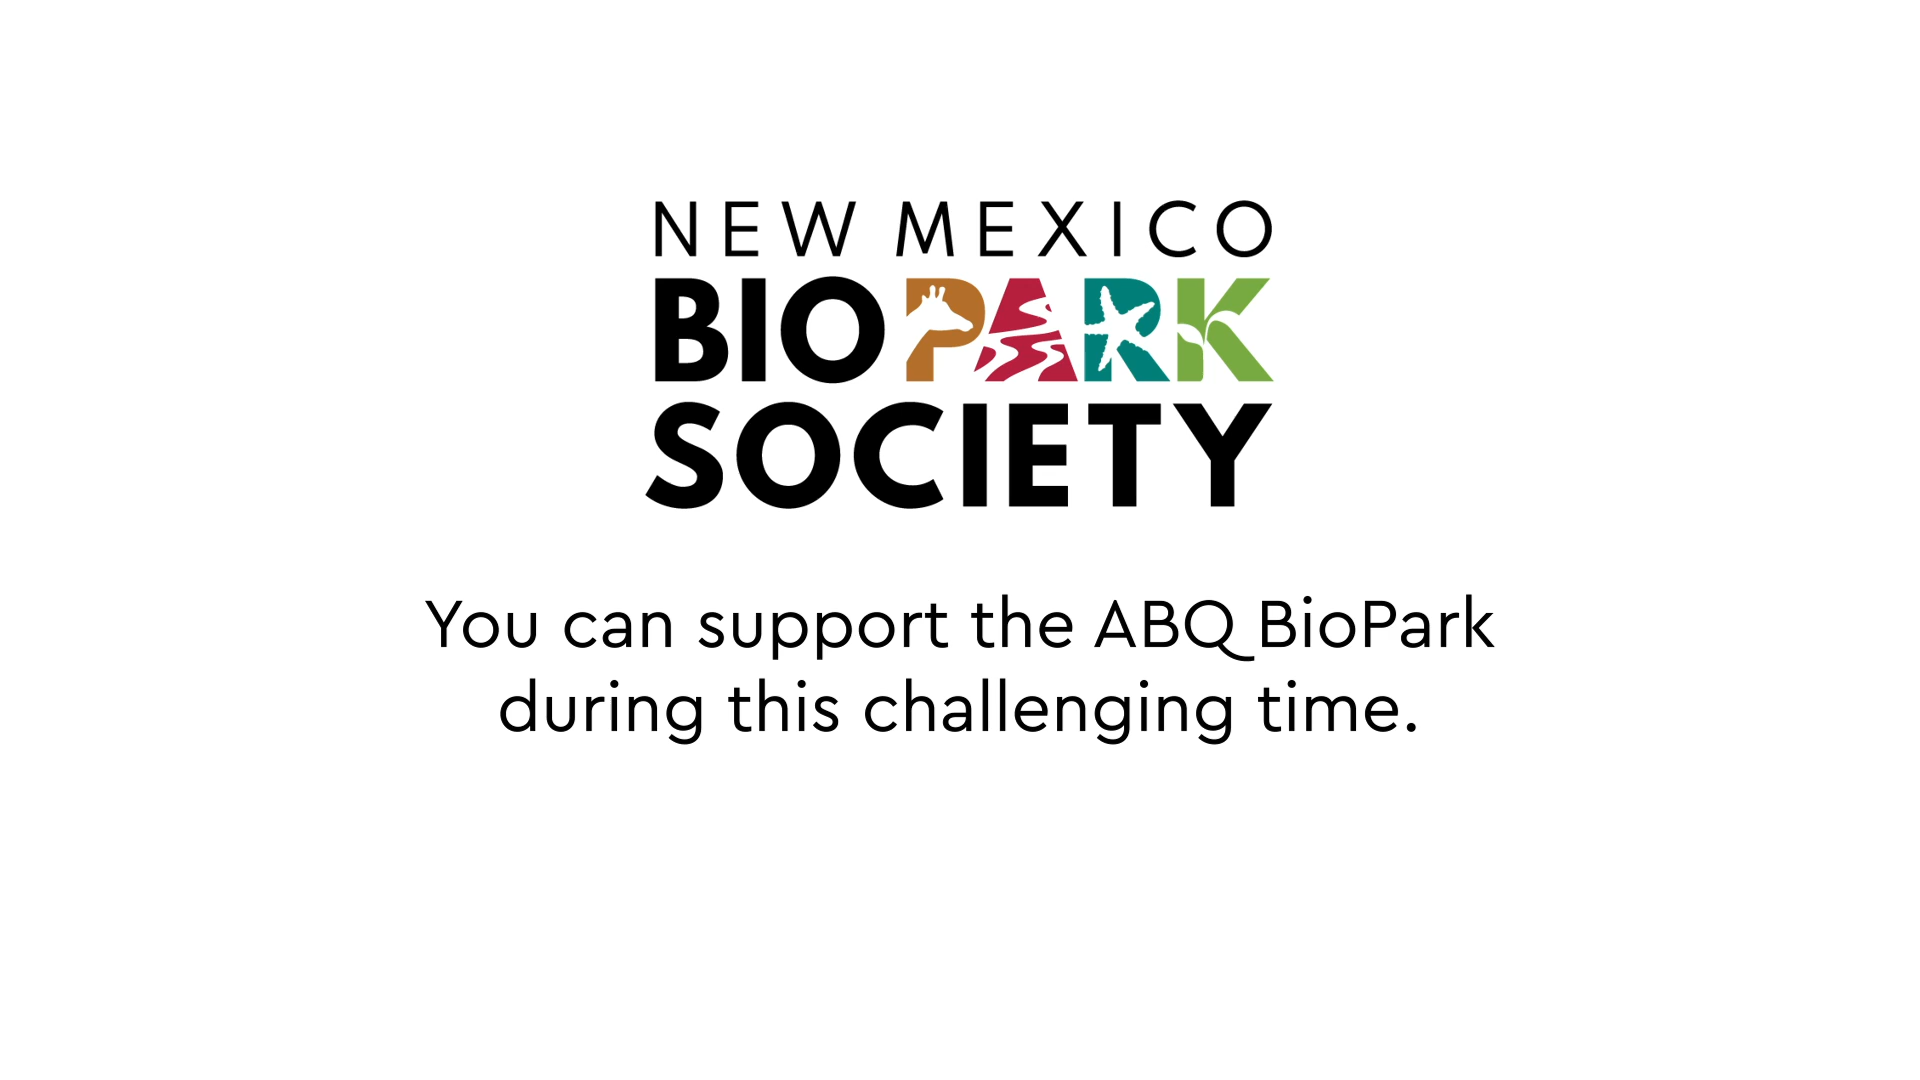 NEW MEXICO
BIOPARK
SOCIETY
You can support the ABQ BioPark
during this challenging time.